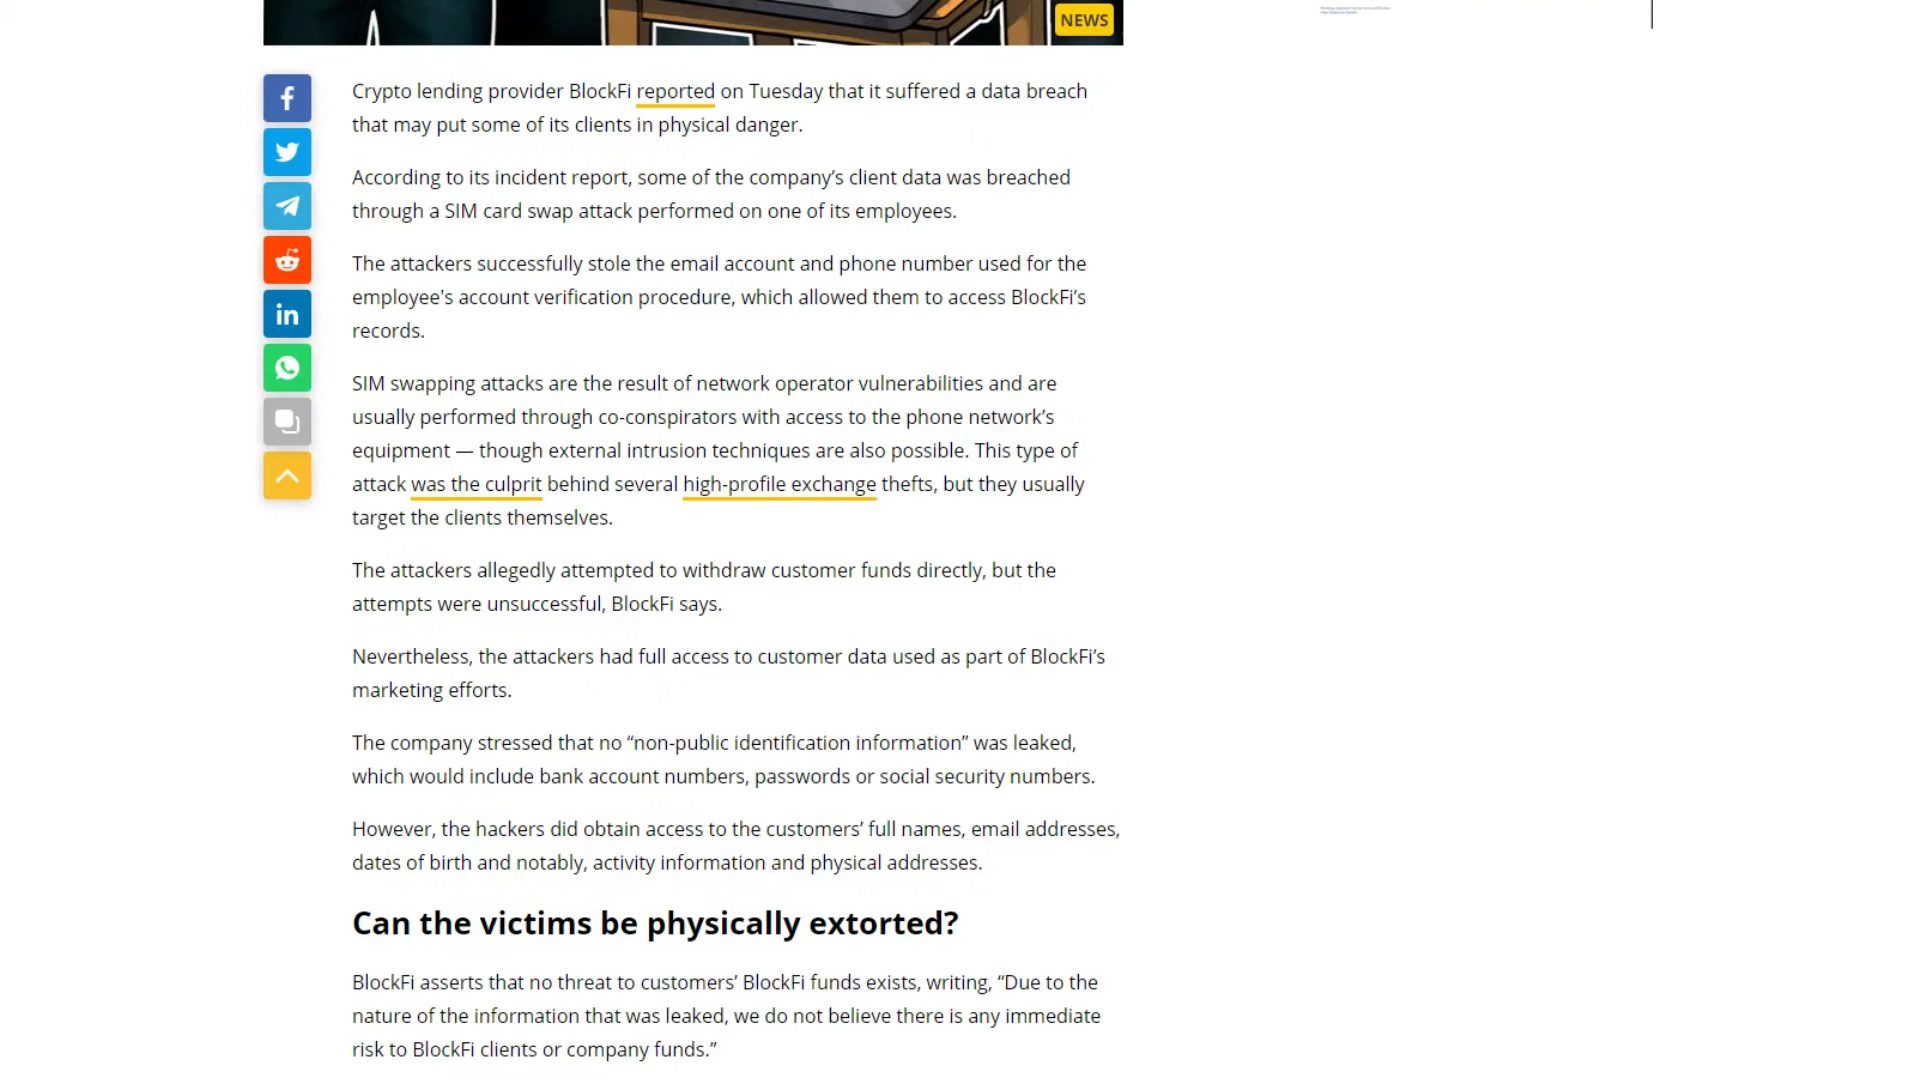 NEWS
Crypto lending provider BlockFi reported on Tuesday that it suffered a data breach
that may put some of its clients in physical danger.
According to its incident report, some of the company’s client data was breached
through a SIM card swap attack performed on one of its employees.
The attackers successfully stole the email account and phone number used for the
employee's account verification procedure, which allowed them to access BlockFi’s
records.
SIM swapping attacks are the result of network operator vulnerabilities and are
usually performed through co-conspirators with access to the phone network’s
equipment — though external intrusion techniques are also possible. This type of
attack was the culprit behind several high-profile exchange thefts, but they usually
target the clients themselves.
The attackers allegedly attempted to withdraw customer funds directly, but the
attempts were unsuccessful, BlockFi says.
Nevertheless, the attackers had full access to customer data used as part of BlockFi’s
marketing efforts.
The company stressed that no “non-public identification information” was leaked,
which would include bank account numbers, passwords or social security numbers.
However, the hackers did obtain access to the customers’ full names, email addresses,
dates of birth and notably, activity information and physical addresses.
Can the victims be physically extorted?
BlockFi asserts that no threat to customers’ BlockFi funds exists, writing, “Due to the
nature of the information that was leaked, we do not believe there is any immediate
risk to BlockFi clients or company funds.”